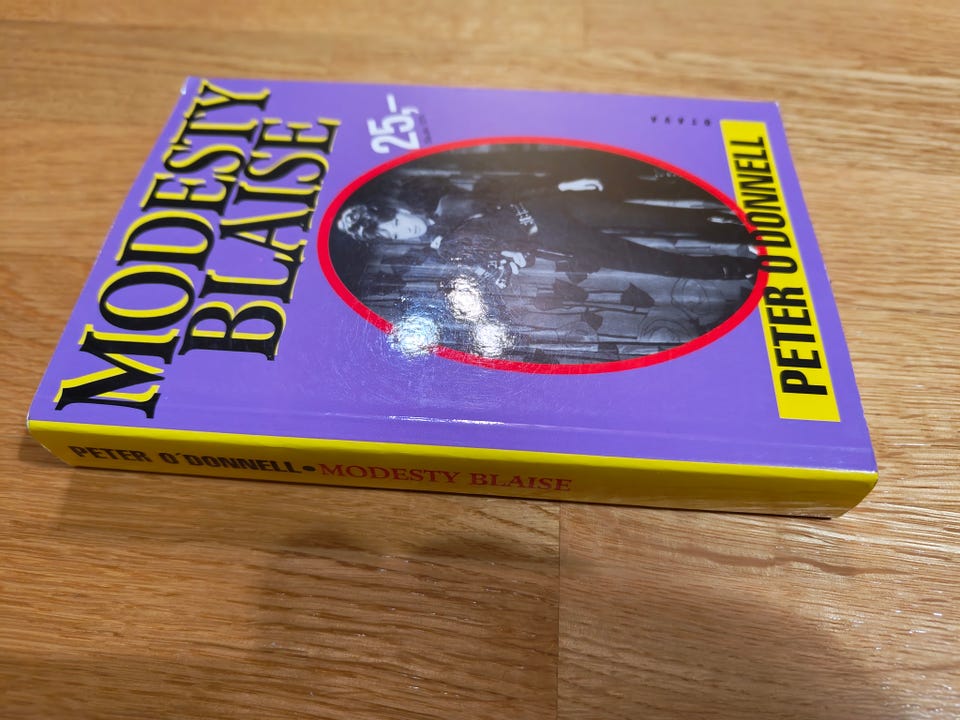 MODESTY
BLAISE
25,-
OTAVA
PETER O'DONNELL
PETER O'DONNELL•MODESTY BLAISE